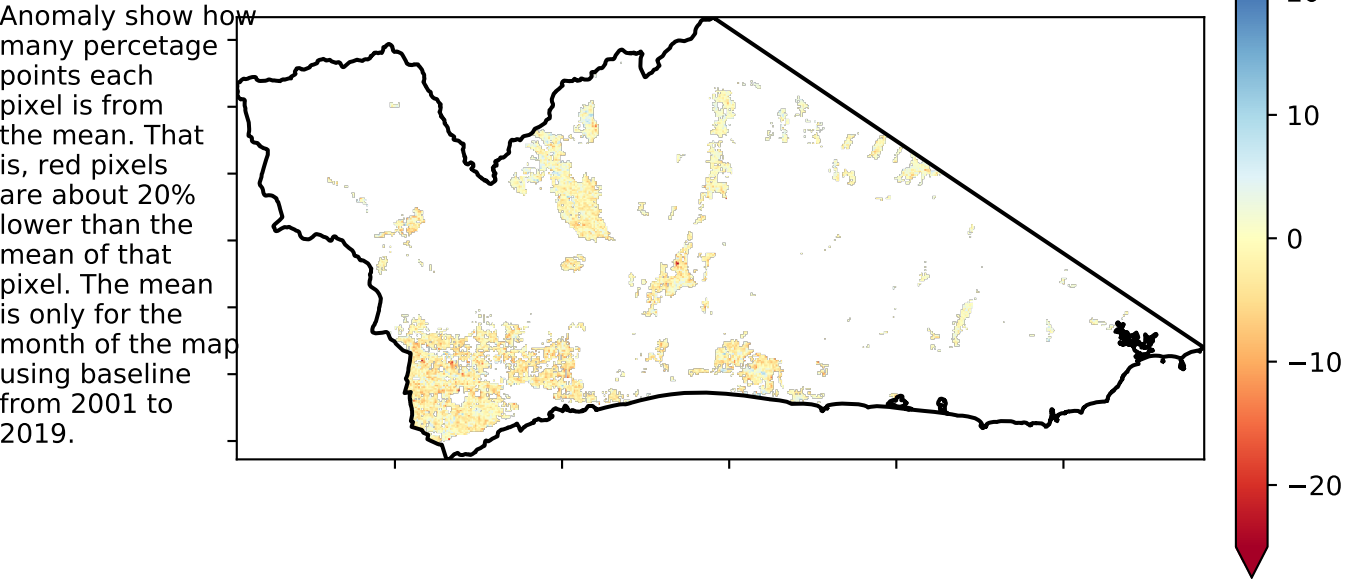 Anomaly show how
many percetage
points each
pixel is from
the mean. That
is, red pixels
are about 20%
lower than the
mean of that
pixel. The mean
is only for the
month of the map
using baseline
from 2001 to
2019.
10
0
−10
−20